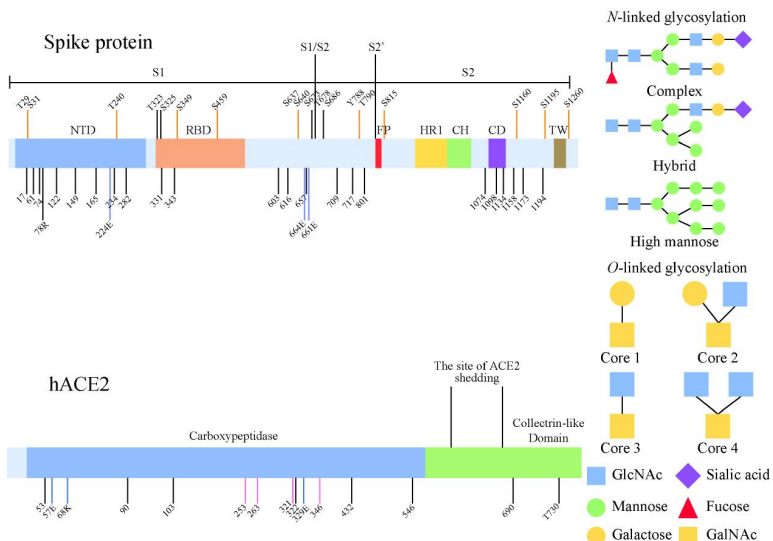 Spike protein
S1/S2
S2'
S1
S2
T29
S31
T240
T323
S325
S349
S459
S637
S640
S673
T678
S686
Y788
T790
S815
S1160
S1195
S1260
NTD
RBD
FP
HR1
CH
CD
TW
17
61
74
78R
122
149
165
224E
234
282
331
343
603
616
657
664E
661E
709
717
801
1074
1098
1134
1158
1173
1194
hACE2
The site of ACE2
shedding
Carboxypeptidase
Collectrin-like
Domain
53
57E
68K
90
103
253
263
321
322
329E
346
432
546
690
T730
N-linked glycosylation
Complex
Hybrid
High mannose
O-linked glycosylation
Core 1
Core 2
Core 3
Core 4
GlcNAc
Sialic acid
Mannose
Fucose
Galactose
GalNAc